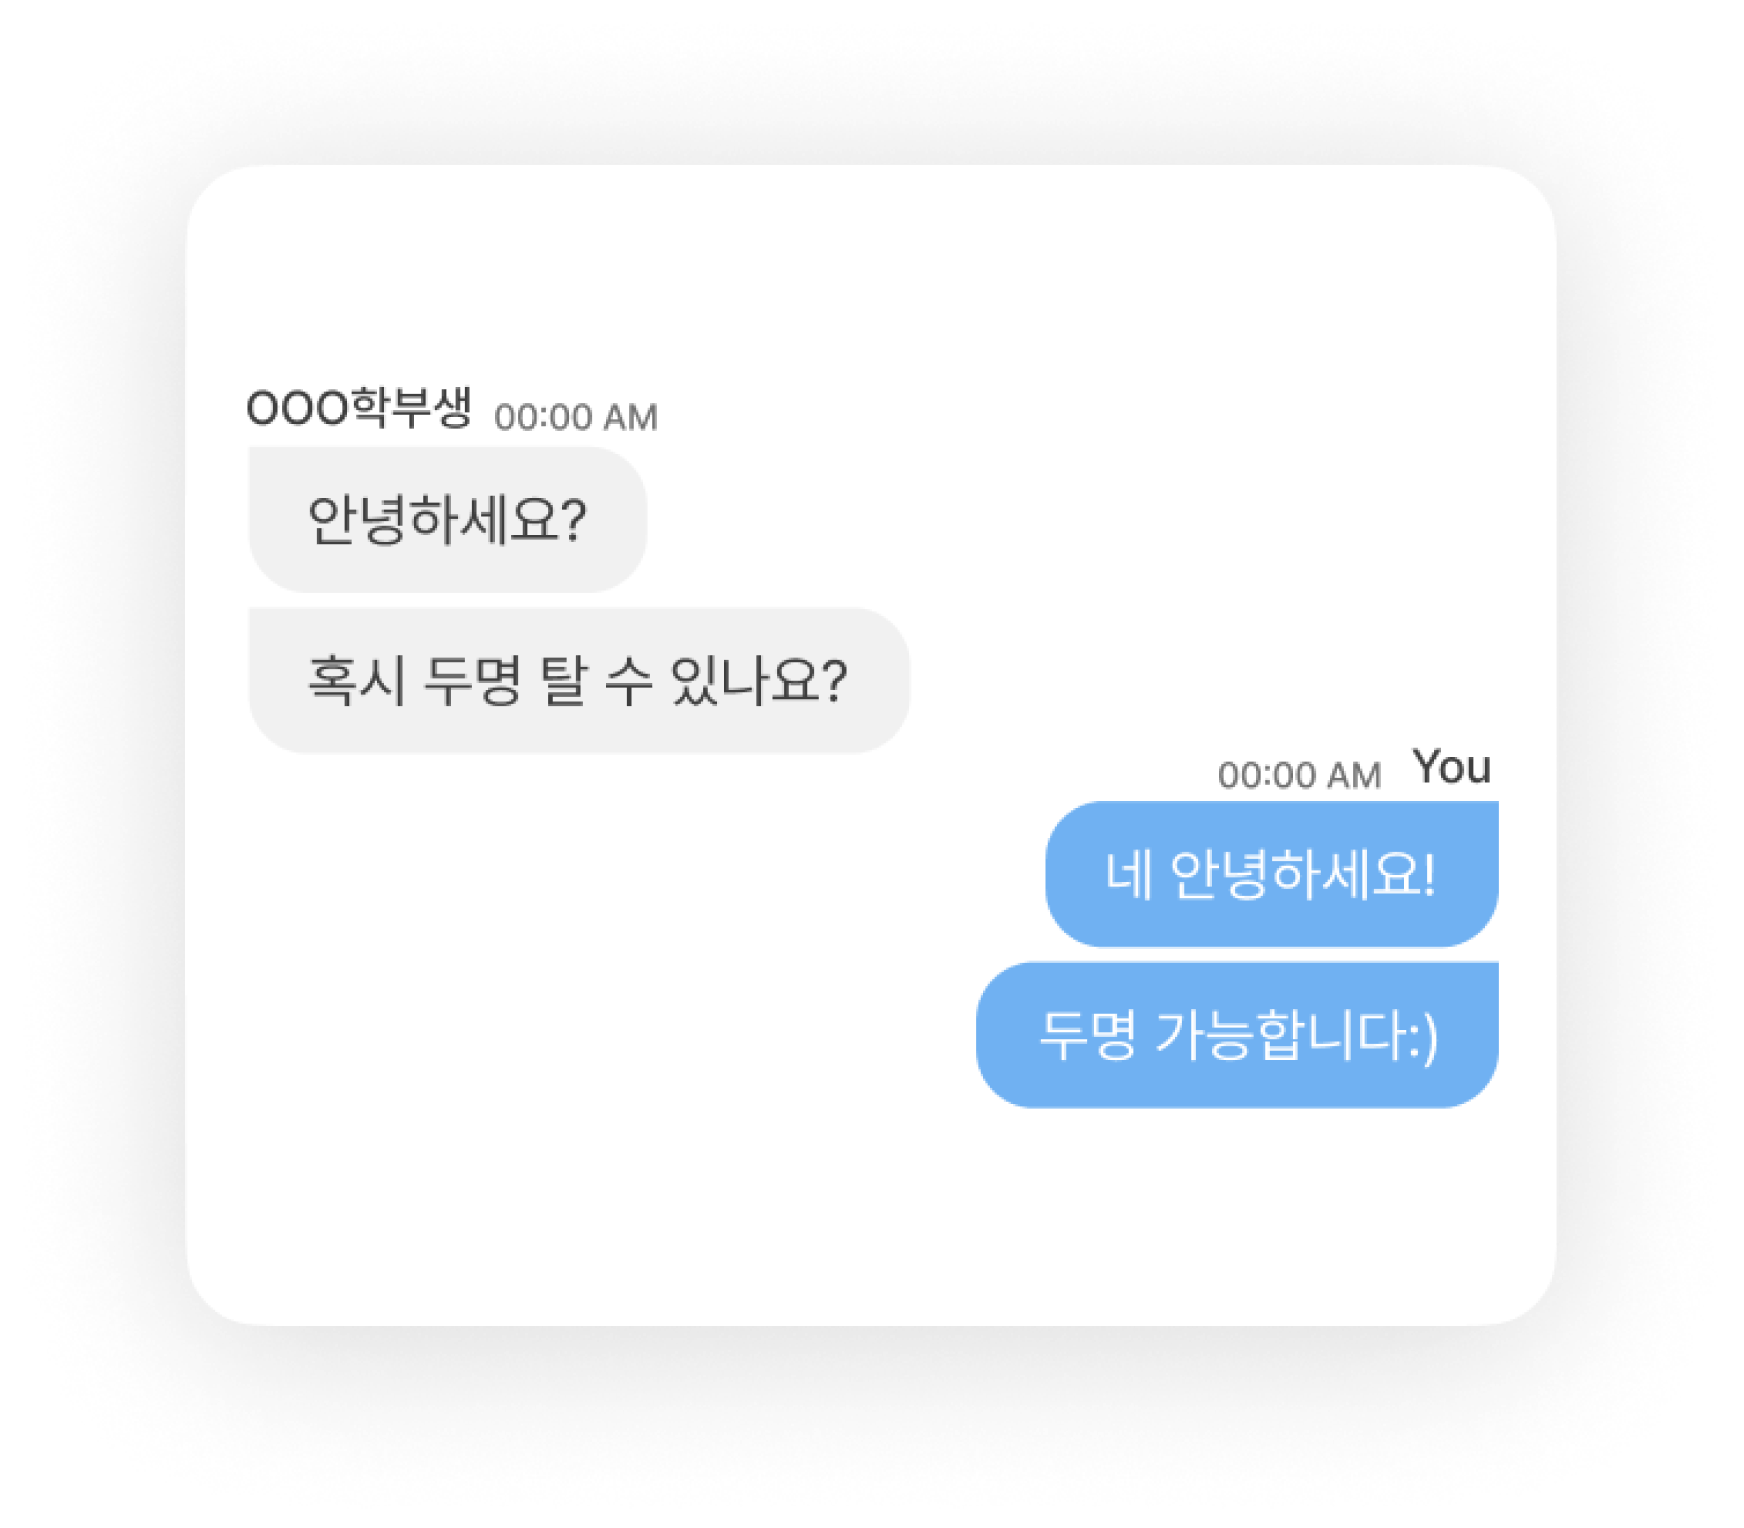 OOO학부생 00:00 AM
안녕하세요?
혹시 두명 탈 수 있나요?
00:00 AM You
네 안녕하세요!
두명 가능합니다:)